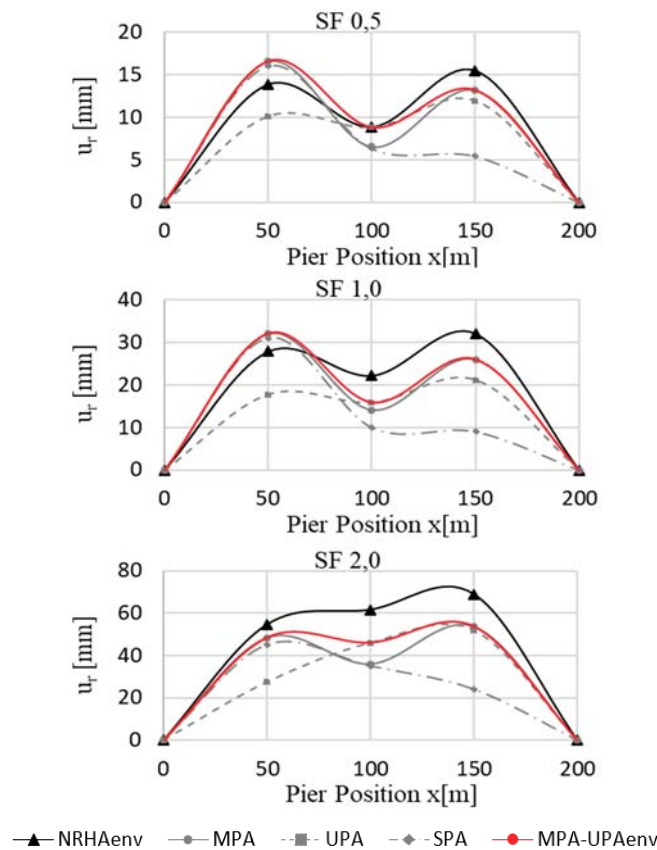 SF 0,5
20
15
10
5
0
u_r [mm]
0 50 100 150 200
Pier Position x[m]
SF 1,0
40
30
20
10
0
u_r [mm]
0 50 100 150 200
Pier Position x[m]
SF 2,0
80
60
40
20
0
u_r [mm]
0 50 100 150 200
Pier Position x[m]
NRHAenv MPA UPA SPA MPA-UPAenv